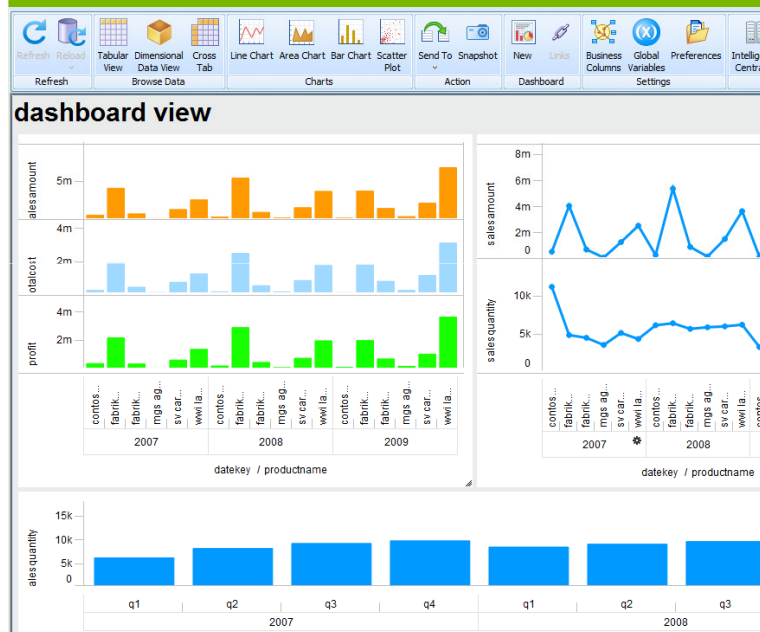 Refresh Reload Tabular View Dimensional Data View Cross Tab Line Chart Area Chart Bar Chart Scatter Plot Send To Snapshot New Links Business Columns Global Variables Preferences Intellig Centra
Refresh Browse Data Charts Action Dashboard Settings
dashboard view
alesamount
5m
otalcost
4m
2m
profit
4m
2m
contos... fabrik... fabrik... mgs ag... sv car... wwi la... contos... fabrik... fabrik... mgs ag... sv car... wwi la... contos... fabrik... fabrik... mgs ag... sv car... wwi la...
2007 2008 2009
datekey / productname
salesamount
8m
6m
4m
2m
0
salesquantity
10k
5k
0
contos... fabrik... fabrik... mgs ag... sv car... wwi la... contos... fabrik... fabrik... mgs ag... sv car... wwi la... contos
2007 2008
datekey / productname
alesquantity
15k
10k
5k
0
q1 q2 q3 q4 q1 q2 q3
2007 2008